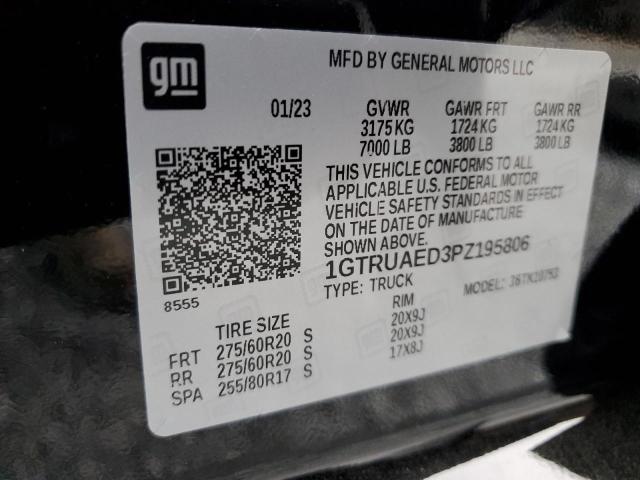 gm
MFD BY GENERAL MOTORS LLC
01/23 GVWR GAWR FRT GAWR RR
3175 KG 1724 KG 1724 KG
7000 LB 3800 LB 3800 LB
THIS VEHICLE CONFORMS TO ALL
APPLICABLE U.S. FEDERAL MOTOR
VEHICLE SAFETY STANDARDS IN EFFECT
ON THE DATE OF MANUFACTURE
SHOWN ABOVE.
1GTRUAED3PZ195806
TYPE: TRUCK MODEL:
8555
TIRE SIZE RIM
FRT 275/60R20 S 20X9J
RR 275/60R20 S 20X9J
SPA 255/80R17 S 17X8J